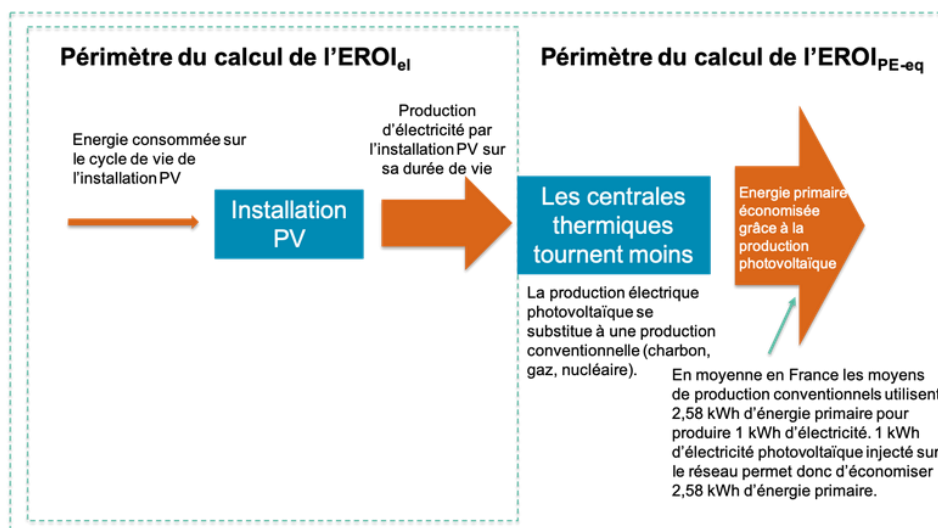 Périmètre du calcul de l'EROIel
Périmètre du calcul de l'EROIPE-eq
Energie consommée sur
le cycle de vie de
l'installation PV
Installation
PV
Production
d'électricité par
l'installation PV sur
sa durée de vie
Les centrales
thermiques
tournent moins
La production électrique
photovoltaïque se
substitue à une production
conventionnelle (charbon,
gaz, nucléaire).
Energie primaire
économisée
grâce à la
production
photovoltaïque
En moyenne en France les moyens
de production conventionnels utilisent
2,58 kWh d'énergie primaire pour
produire 1 kWh d'électricité. 1 kWh
d'électricité photovoltaïque injecté sur
le réseau permet donc d'économiser
2,58 kWh d'énergie primaire.